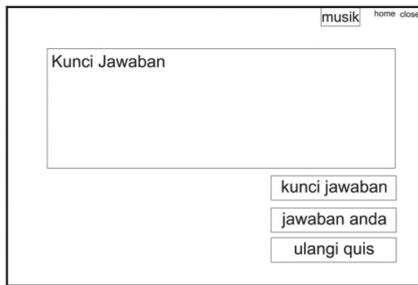 musik home close
Kunci Jawaban
kunci jawaban
jawaban anda
ulangi quis